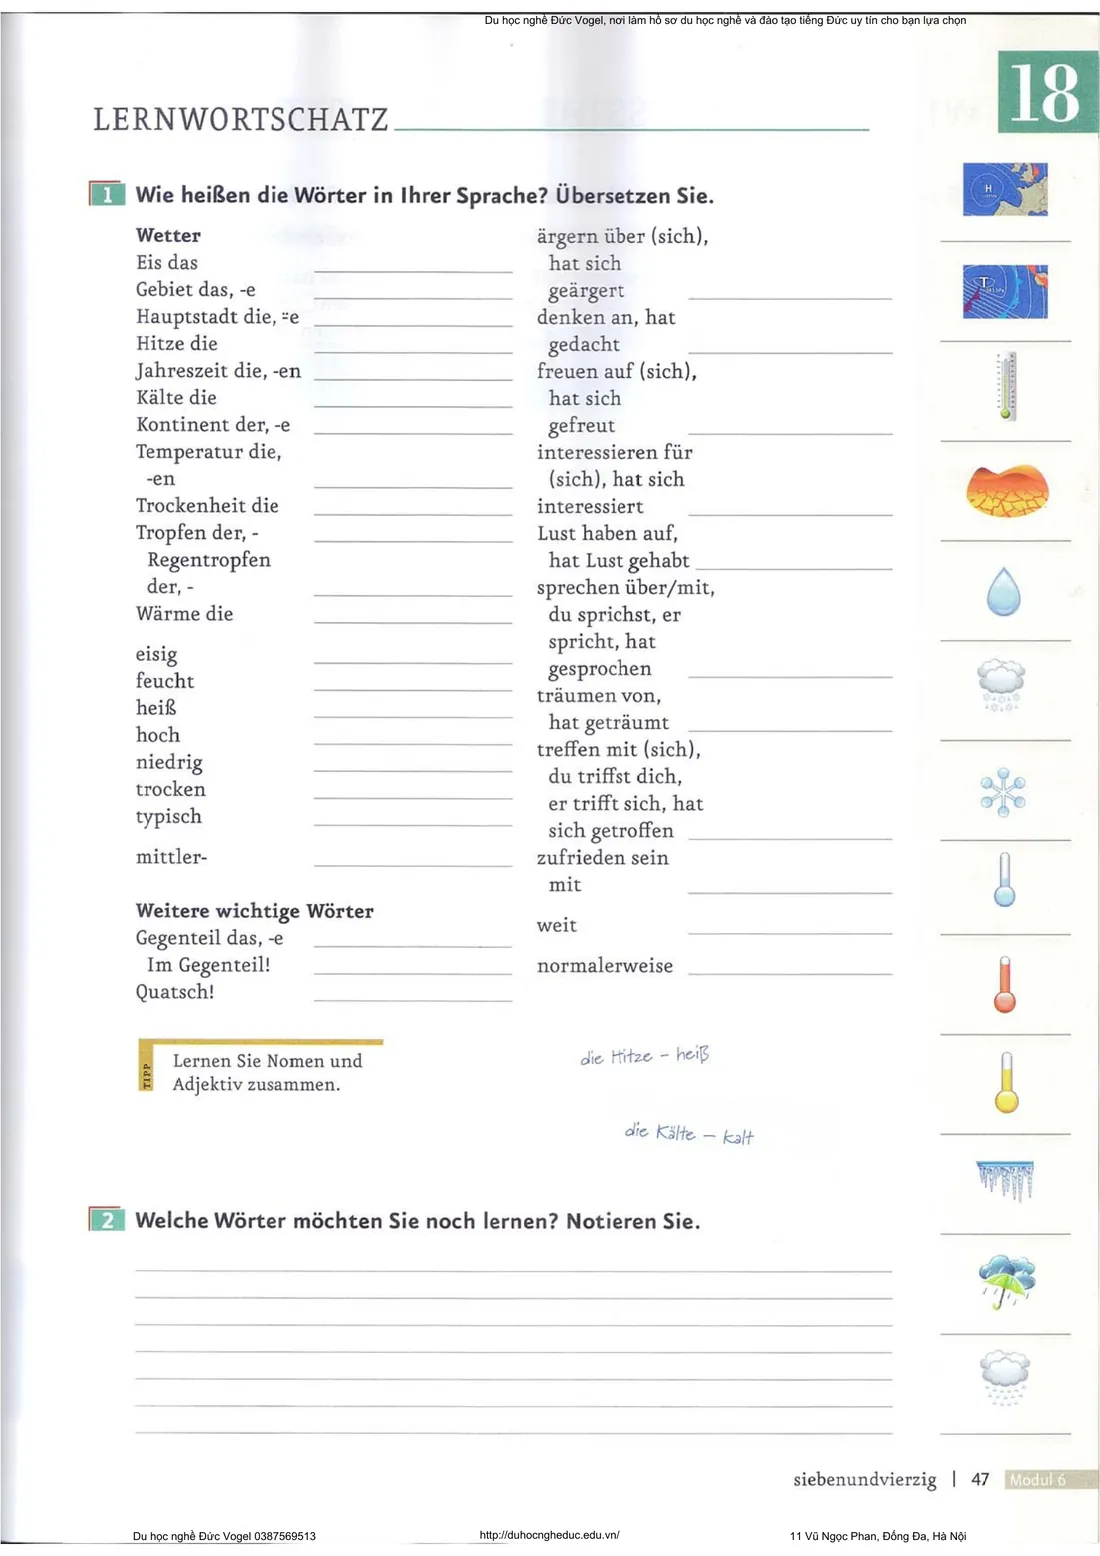 Du học nghề Đức Vogel, nơi làm hồ sơ du học nghề và đào tạo tiếng Đức uy tín cho bạn lựa chọn
18
LERNWORTSCHATZ
1 Wie heißen die Wörter in Ihrer Sprache? Übersetzen Sie.
Wetter
Eis das
Gebiet das, -e
Hauptstadt die, ⸚e
Hitze die
Jahreszeit die, -en
Kälte die
Kontinent der, -e
Temperatur die,
-en
Trockenheit die
Tropfen der, -
Regentropfen
der, -
Wärme die
eisig
feucht
heiß
hoch
niedrig
trocken
typisch
mittler-
Weitere wichtige Wörter
Gegenteil das, -e
Im Gegenteil!
Quatsch!
ärgern über (sich),
hat sich
geärgert
denken an, hat
gedacht
freuen auf (sich),
hat sich
gefreut
interessieren für
(sich), hat sich
interessiert
Lust haben auf,
hat Lust gehabt
sprechen über/mit,
du sprichst, er
spricht, hat
gesprochen
träumen von,
hat geträumt
treffen mit (sich),
du triffst dich,
er trifft sich, hat
sich getroffen
zufrieden sein
mit
weit
normalerweise
H
T
TIPP
Lernen Sie Nomen und
Adjektiv zusammen.
die Hitze - heiß
die Kälte - kalt
2 Welche Wörter möchten Sie noch lernen? Notieren Sie.
siebenundvierzig | 47 Modul 6
Du học nghề Đức Vogel 0387569513
http://duhocngheduc.edu.vn/
11 Vũ Ngọc Phan, Đống Đa, Hà Nội